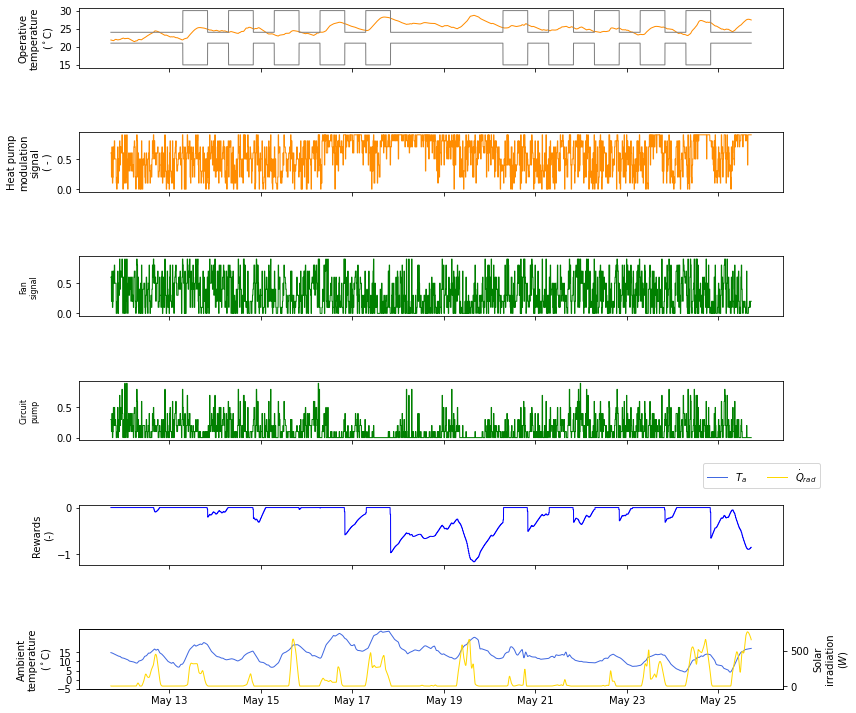 Operative
temperature
(°C)
30
25
20
15
Heat pump
modulation
signal
( - )
0.5
0.0
Fan
signal
0.5
0.0
Circuit
pump
0.5
0.0
T_a Q̇_rad
Rewards
(-)
0
−1
Ambient
temperature
(°C)
15
10
5
0
−5
500
0
Solar
irradiation
(W)
May 13 May 15 May 17 May 19 May 21 May 23 May 25